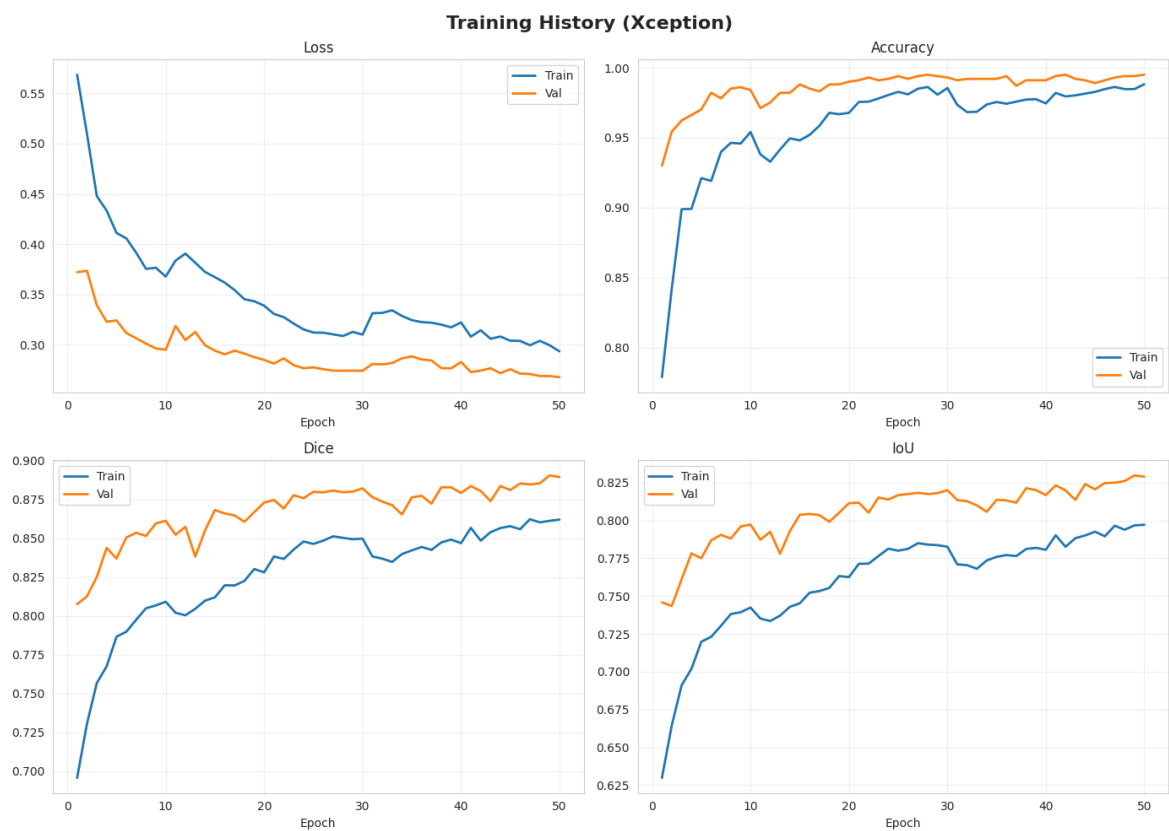 Training History (Xception)
Loss
Train
Val
0.55
0.50
0.45
0.40
0.35
0.30
0 10 20 30 40 50
Epoch
Accuracy
1.00
0.95
0.90
0.85
0.80
Train
Val
0 10 20 30 40 50
Epoch
Dice
Train
Val
0.900
0.875
0.850
0.825
0.800
0.775
0.750
0.725
0.700
0 10 20 30 40 50
Epoch
IoU
Train
Val
0.825
0.800
0.775
0.750
0.725
0.700
0.675
0.650
0.625
0 10 20 30 40 50
Epoch